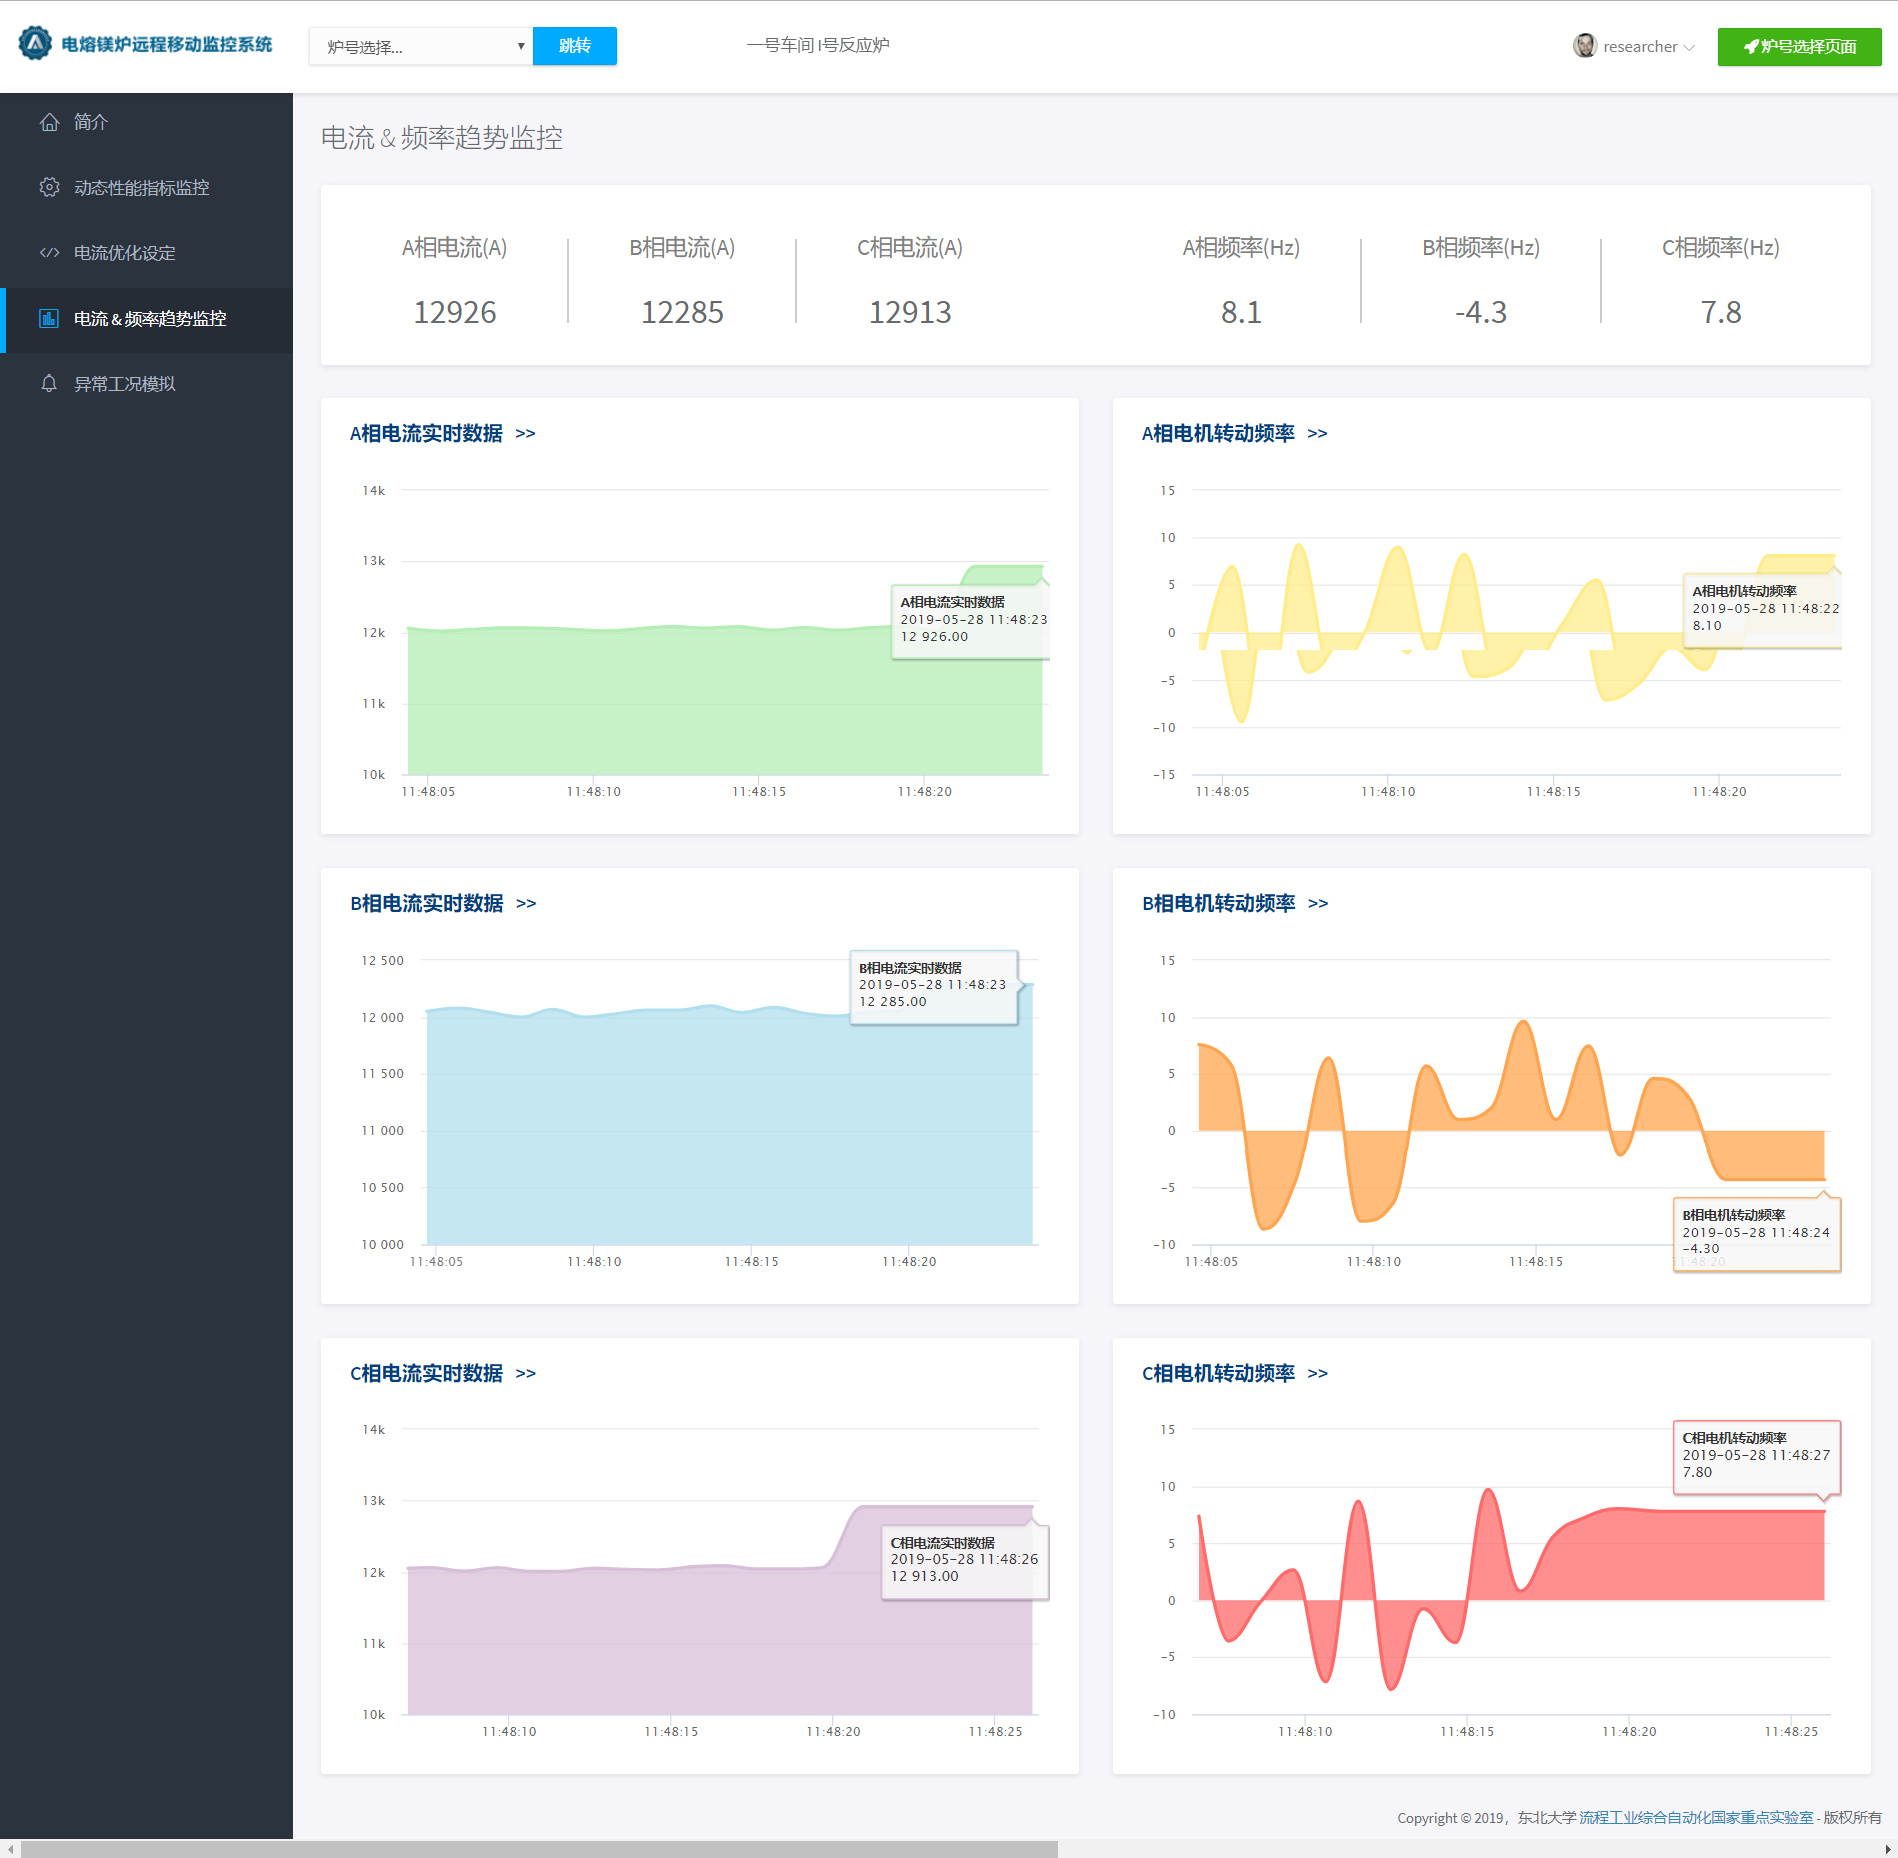 电熔镁炉远程移动监控系统
炉号选择...
跳转
一号车间 I号反应炉
researcher
炉号选择页面
简介
动态性能指标监控
电流优化设定
电流 & 频率趋势监控
异常工况模拟
电流 & 频率趋势监控
A相电流(A)
B相电流(A)
C相电流(A)
A相频率(Hz)
B相频率(Hz)
C相频率(Hz)
12926
12285
12913
8.1
-4.3
7.8
A相电流实时数据 >>
14k
13k
12k
11k
10k
A相电流实时数据
2019-05-28 11:48:23
12 926.00
11:48:05
11:48:10
11:48:15
11:48:20
A相电机转动频率 >>
15
10
5
0
-5
-10
-15
A相电机转动频率
2019-05-28 11:48:22
8.10
11:48:05
11:48:10
11:48:15
11:48:20
B相电流实时数据 >>
12 500
12 000
11 500
11 000
10 500
10 000
B相电流实时数据
2019-05-28 11:48:23
12 285.00
11:48:05
11:48:10
11:48:15
11:48:20
B相电机转动频率 >>
15
10
5
0
-5
-10
B相电机转动频率
2019-05-28 11:48:24
-4.30
11:48:05
11:48:10
11:48:15
11:48:20
C相电流实时数据 >>
14k
13k
12k
11k
10k
C相电流实时数据
2019-05-28 11:48:26
12 913.00
11:48:10
11:48:15
11:48:20
11:48:25
C相电机转动频率 >>
15
10
5
0
-5
-10
C相电机转动频率
2019-05-28 11:48:27
7.80
11:48:10
11:48:15
11:48:20
11:48:25
Copyright © 2019，东北大学 流程工业综合自动化国家重点实验室 - 版权所有